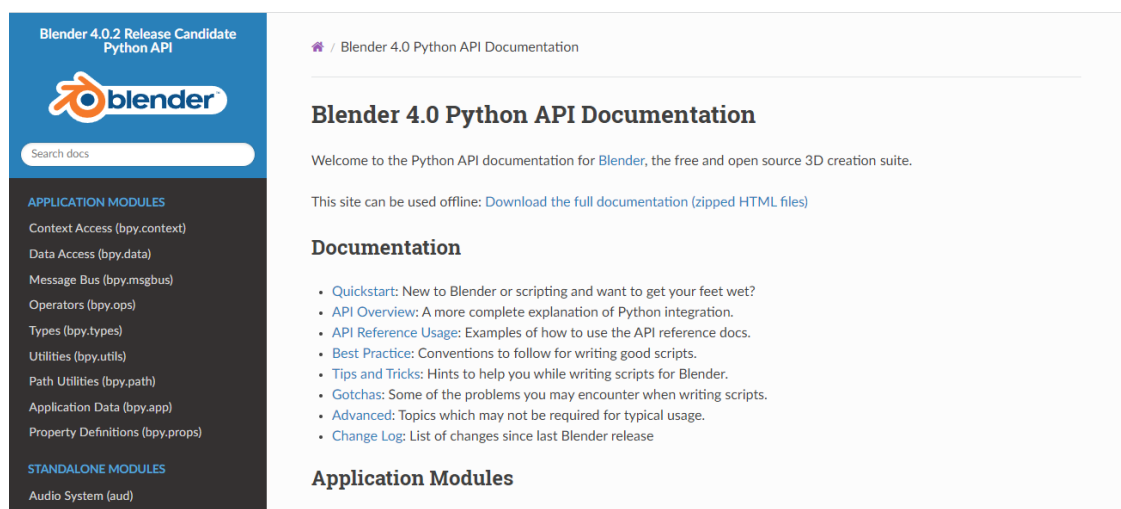 Blender 4.0.2 Release Candidate
Python API
blender
Search docs
APPLICATION MODULES
Context Access (bpy.context)
Data Access (bpy.data)
Message Bus (bpy.msgbus)
Operators (bpy.ops)
Types (bpy.types)
Utilities (bpy.utils)
Path Utilities (bpy.path)
Application Data (bpy.app)
Property Definitions (bpy.props)
STANDALONE MODULES
Audio System (aud)
/ Blender 4.0 Python API Documentation
Blender 4.0 Python API Documentation
Welcome to the Python API documentation for Blender, the free and open source 3D creation suite.
This site can be used offline: Download the full documentation (zipped HTML files)
Documentation
• Quickstart: New to Blender or scripting and want to get your feet wet?
• API Overview: A more complete explanation of Python integration.
• API Reference Usage: Examples of how to use the API reference docs.
• Best Practice: Conventions to follow for writing good scripts.
• Tips and Tricks: Hints to help you while writing scripts for Blender.
• Gotchas: Some of the problems you may encounter when writing scripts.
• Advanced: Topics which may not be required for typical usage.
• Change Log: List of changes since last Blender release
Application Modules